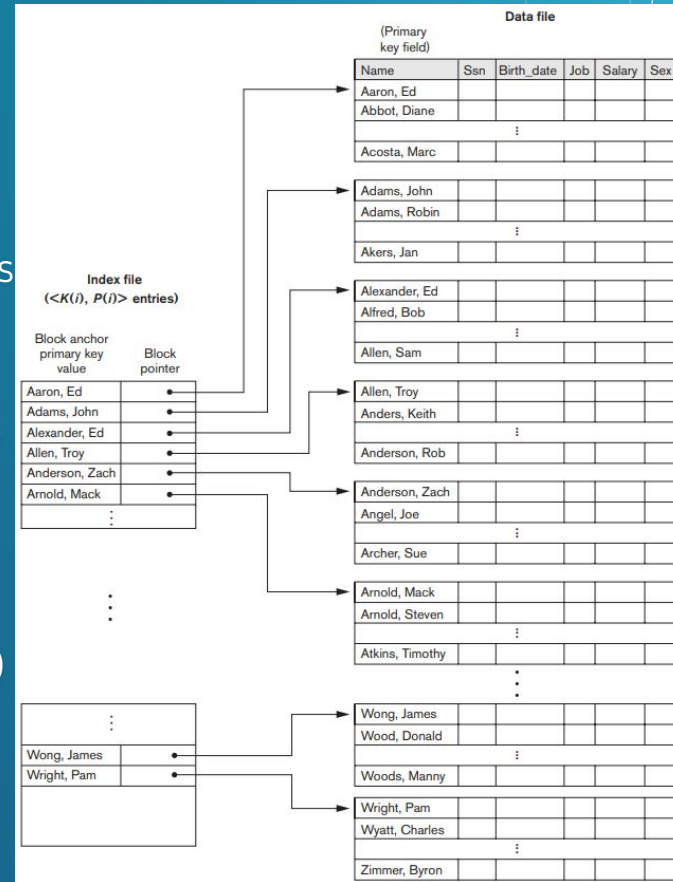 Data file
(Primary
key field)
Name Ssn Birth_date Job Salary Sex
Aaron, Ed
Abbot, Diane
⋮
Acosta, Marc
Adams, John
Adams, Robin
⋮
Akers, Jan
Alexander, Ed
Alfred, Bob
⋮
Allen, Sam
Allen, Troy
Anders, Keith
⋮
Anderson, Rob
Anderson, Zach
Angel, Joe
⋮
Archer, Sue
Arnold, Mack
Arnold, Steven
⋮
Atkins, Timothy
⋮
Wong, James
Wood, Donald
⋮
Woods, Manny
Wright, Pam
Wyatt, Charles
⋮
Zimmer, Byron
s
Index file
(<K(i), P(i)> entries)
Block anchor
primary key
value
Block
pointer
Aaron, Ed
Adams, John
Alexander, Ed
Allen, Troy
Anderson, Zach
Arnold, Mack
⋮
⋮
)
⋮
Wong, James
Wright, Pam